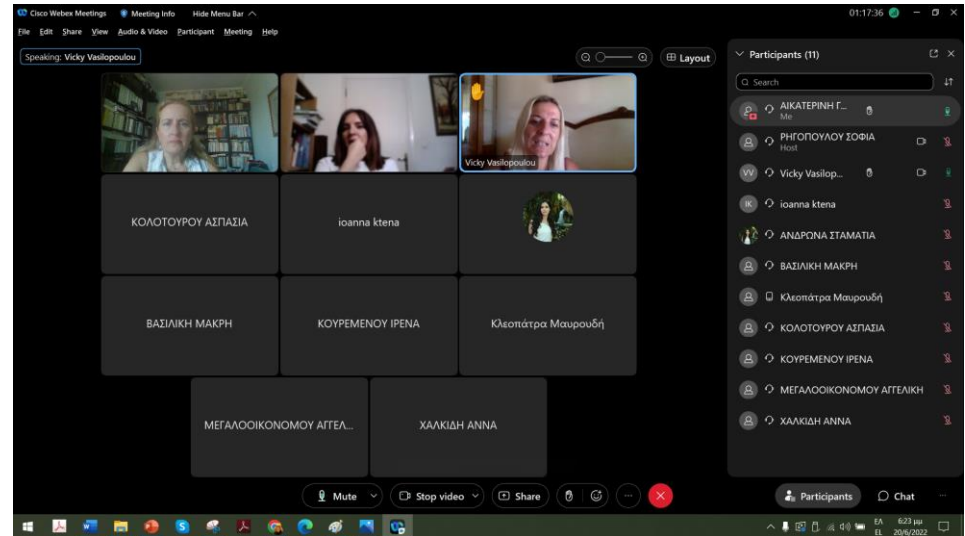 Cisco Webex Meetings Meeting Info Hide Menu Bar 01:17:36
File Edit Share View Audio & Video Participant Meeting Help
Speaking: Vicky Vasilopoulou
Layout
Vicky Vasilopoulou
ΚΟΛΟΤΟΥΡΟΥ ΑΣΠΑΣΙΑ
ioanna ktena
ΒΑΣΙΛΙΚΗ ΜΑΚΡΗ
ΚΟΥΡΕΜΕΝΟΥ ΙΡΕΝΑ
Κλεοπάτρα Μαυρουδή
ΜΕΓΑΛΟΟΙΚΟΝΟΜΟΥ ΑΓΓΕΛ...
ΧΑΛΚΙΔΗ ΑΝΝΑ
Participants (11)
Search
ΑΙΚΑΤΕΡΙΝΗ Γ...
Me
ΡΗΓΟΠΟΥΛΟΥ ΣΟΦΙΑ
Host
VV Vicky Vasilop...
IK ioanna ktena
ΑΝΔΡΩΝΑ ΣΤΑΜΑΤΙΑ
ΒΑΣΙΛΙΚΗ ΜΑΚΡΗ
Κλεοπάτρα Μαυρουδή
ΚΟΛΟΤΟΥΡΟΥ ΑΣΠΑΣΙΑ
ΚΟΥΡΕΜΕΝΟΥ ΙΡΕΝΑ
ΜΕΓΑΛΟΟΙΚΟΝΟΜΟΥ ΑΓΓΕΛΙΚΗ
ΧΑΛΚΙΔΗ ΑΝΝΑ
Mute Stop video Share
Participants Chat
ΕΛ 6:23 μμ
EL 20/6/2022